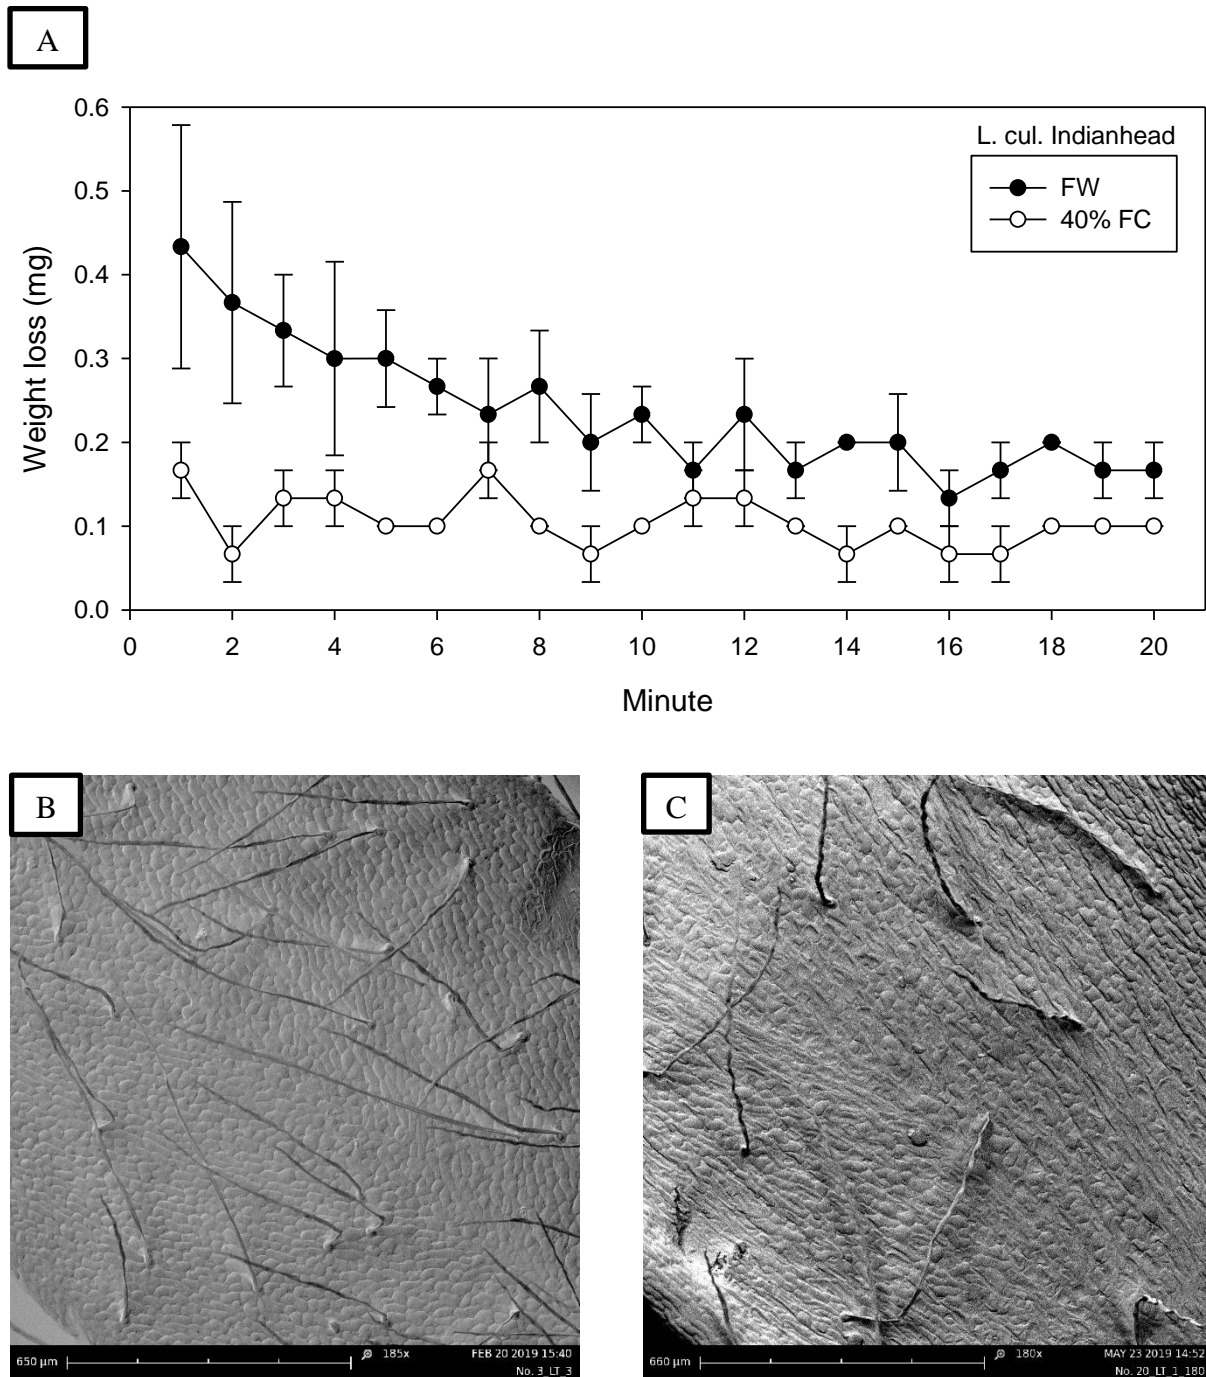 A
L. cul. Indianhead
FW
40% FC
0.6
0.5
0.4
0.3
0.2
0.1
0.0
Weight loss (mg)
0 2 4 6 8 10 12 14 16 18 20
Minute
B
C
650 µm 185x FEB 20 2019 15:40
No. 3_LT_3
660 µm 180x MAY 23 2019 14:52
No. 20_LT_1_180